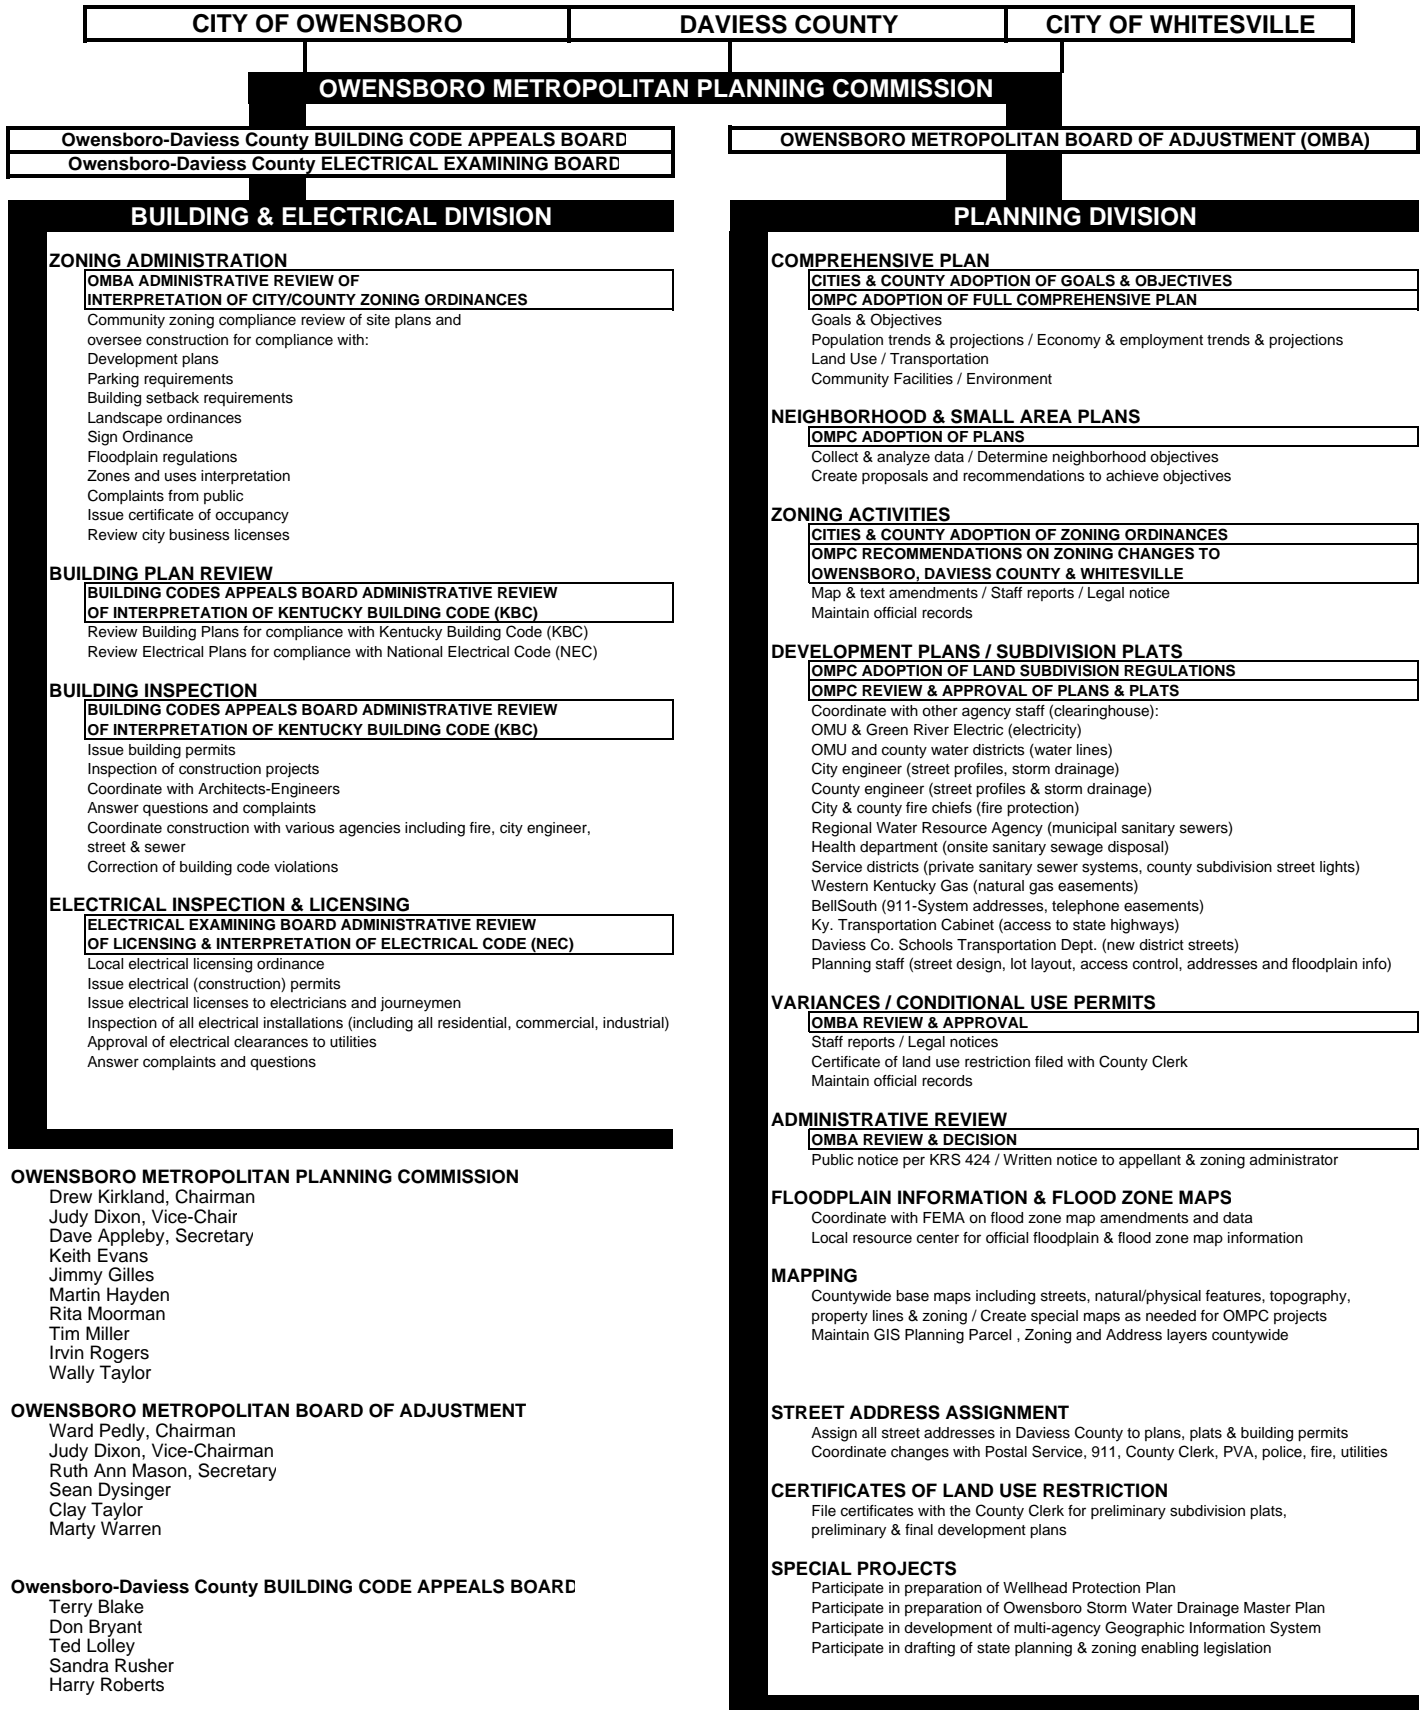 CITY OF OWENSBORO
DAVIESS COUNTY
CITY OF WHITESVILLE
OWENSBORO METROPOLITAN PLANNING COMMISSION
Owensboro-Daviess County BUILDING CODE APPEALS BOARD
Owensboro-Daviess County ELECTRICAL EXAMINING BOARD
OWENSBORO METROPOLITAN BOARD OF ADJUSTMENT (OMBA)
BUILDING & ELECTRICAL DIVISION
ZONING ADMINISTRATION
OMBA ADMINISTRATIVE REVIEW OF
INTERPRETATION OF CITY/COUNTY ZONING ORDINANCES
Community zoning compliance review of site plans and
oversee construction for compliance with:
Development plans
Parking requirements
Building setback requirements
Landscape ordinances
Sign Ordinance
Floodplain regulations
Zones and uses interpretation
Complaints from public
Issue certificate of occupancy
Review city business licenses
BUILDING PLAN REVIEW
BUILDING CODES APPEALS BOARD ADMINISTRATIVE REVIEW
OF INTERPRETATION OF KENTUCKY BUILDING CODE (KBC)
Review Building Plans for compliance with Kentucky Building Code (KBC)
Review Electrical Plans for compliance with National Electrical Code (NEC)
BUILDING INSPECTION
BUILDING CODES APPEALS BOARD ADMINISTRATIVE REVIEW
OF INTERPRETATION OF KENTUCKY BUILDING CODE (KBC)
Issue building permits
Inspection of construction projects
Coordinate with Architects-Engineers
Answer questions and complaints
Coordinate construction with various agencies including fire, city engineer,
street & sewer
Correction of building code violations
ELECTRICAL INSPECTION & LICENSING
ELECTRICAL EXAMINING BOARD ADMINISTRATIVE REVIEW
OF LICENSING & INTERPRETATION OF ELECTRICAL CODE (NEC)
Local electrical licensing ordinance
Issue electrical (construction) permits
Issue electrical licenses to electricians and journeymen
Inspection of all electrical installations (including all residential, commercial, industrial)
Approval of electrical clearances to utilities
Answer complaints and questions
OWENSBORO METROPOLITAN PLANNING COMMISSION
Drew Kirkland, Chairman
Judy Dixon, Vice-Chair
Dave Appleby, Secretary
Keith Evans
Jimmy Gilles
Martin Hayden
Rita Moorman
Tim Miller
Irvin Rogers
Wally Taylor
OWENSBORO METROPOLITAN BOARD OF ADJUSTMENT
Ward Pedly, Chairman
Judy Dixon, Vice-Chairman
Ruth Ann Mason, Secretary
Sean Dysinger
Clay Taylor
Marty Warren
Owensboro-Daviess County BUILDING CODE APPEALS BOARD
Terry Blake
Don Bryant
Ted Lolley
Sandra Rusher
Harry Roberts
PLANNING DIVISION
COMPREHENSIVE PLAN
CITIES & COUNTY ADOPTION OF GOALS & OBJECTIVES
OMPC ADOPTION OF FULL COMPREHENSIVE PLAN
Goals & Objectives
Population trends & projections / Economy & employment trends & projections
Land Use / Transportation
Community Facilities / Environment
NEIGHBORHOOD & SMALL AREA PLANS
OMPC ADOPTION OF PLANS
Collect & analyze data / Determine neighborhood objectives
Create proposals and recommendations to achieve objectives
ZONING ACTIVITIES
CITIES & COUNTY ADOPTION OF ZONING ORDINANCES
OMPC RECOMMENDATIONS ON ZONING CHANGES TO
OWENSBORO, DAVIESS COUNTY & WHITESVILLE
Map & text amendments / Staff reports / Legal notice
Maintain official records
DEVELOPMENT PLANS / SUBDIVISION PLATS
OMPC ADOPTION OF LAND SUBDIVISION REGULATIONS
OMPC REVIEW & APPROVAL OF PLANS & PLATS
Coordinate with other agency staff (clearinghouse):
OMU & Green River Electric (electricity)
OMU and county water districts (water lines)
City engineer (street profiles, storm drainage)
County engineer (street profiles & storm drainage)
City & county fire chiefs (fire protection)
Regional Water Resource Agency (municipal sanitary sewers)
Health department (onsite sanitary sewage disposal)
Service districts (private sanitary sewer systems, county subdivision street lights)
Western Kentucky Gas (natural gas easements)
BellSouth (911-System addresses, telephone easements)
Ky. Transportation Cabinet (access to state highways)
Daviess Co. Schools Transportation Dept. (new district streets)
Planning staff (street design, lot layout, access control, addresses and floodplain info)
VARIANCES / CONDITIONAL USE PERMITS
OMBA REVIEW & APPROVAL
Staff reports / Legal notices
Certificate of land use restriction filed with County Clerk
Maintain official records
ADMINISTRATIVE REVIEW
OMBA REVIEW & DECISION
Public notice per KRS 424 / Written notice to appellant & zoning administrator
FLOODPLAIN INFORMATION & FLOOD ZONE MAPS
Coordinate with FEMA on flood zone map amendments and data
Local resource center for official floodplain & flood zone map information
MAPPING
Countywide base maps including streets, natural/physical features, topography,
property lines & zoning / Create special maps as needed for OMPC projects
Maintain GIS Planning Parcel , Zoning and Address layers countywide
STREET ADDRESS ASSIGNMENT
Assign all street addresses in Daviess County to plans, plats & building permits
Coordinate changes with Postal Service, 911, County Clerk, PVA, police, fire, utilities
CERTIFICATES OF LAND USE RESTRICTION
File certificates with the County Clerk for preliminary subdivision plats,
preliminary & final development plans
SPECIAL PROJECTS
Participate in preparation of Wellhead Protection Plan
Participate in preparation of Owensboro Storm Water Drainage Master Plan
Participate in development of multi-agency Geographic Information System
Participate in drafting of state planning & zoning enabling legislation